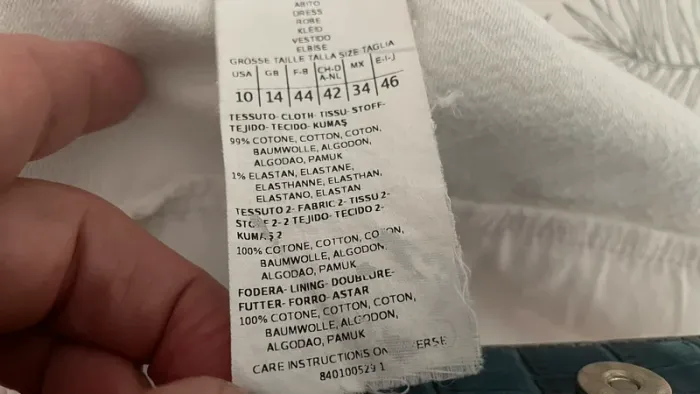 ABITO
DRESS
ROBE
KLEID
VESTIDO
ELBISE
GRÖSSE TAILLE TALLA SIZE TAGLIA
USA GB F-B CH-D A-NL MX E-I-J
10 14 44 42 34 46
TESSUTO-CLOTH-TISSU-STOFF-
TEJIDO-TECIDO-KUMAŞ
99% COTONE, COTTON, COTON,
BAUMWOLLE, ALGODON,
ALGODAO, PAMUK
1% ELASTAN, ELASTANE,
ELASTHANNE, ELASTHAN,
ELASTANO, ELASTAN
TESSUTO 2-FABRIC 2-TISSU 2-
2-2 TEJIDO-TECIDO 2-
KUMAŞ 2
100% COTONE, COTTON,
BAUMWOLLE, ALGODON,
ALGODAO, PAMUK
FODERA-LINING-DOUBLURE-
FUTTER-FORRO-ASTAR
100% COTONE, COTTON, COTON,
BAUMWOLLE, ALGODON,
ALGODAO, PAMUK
CARE INSTRUCTIONS ON